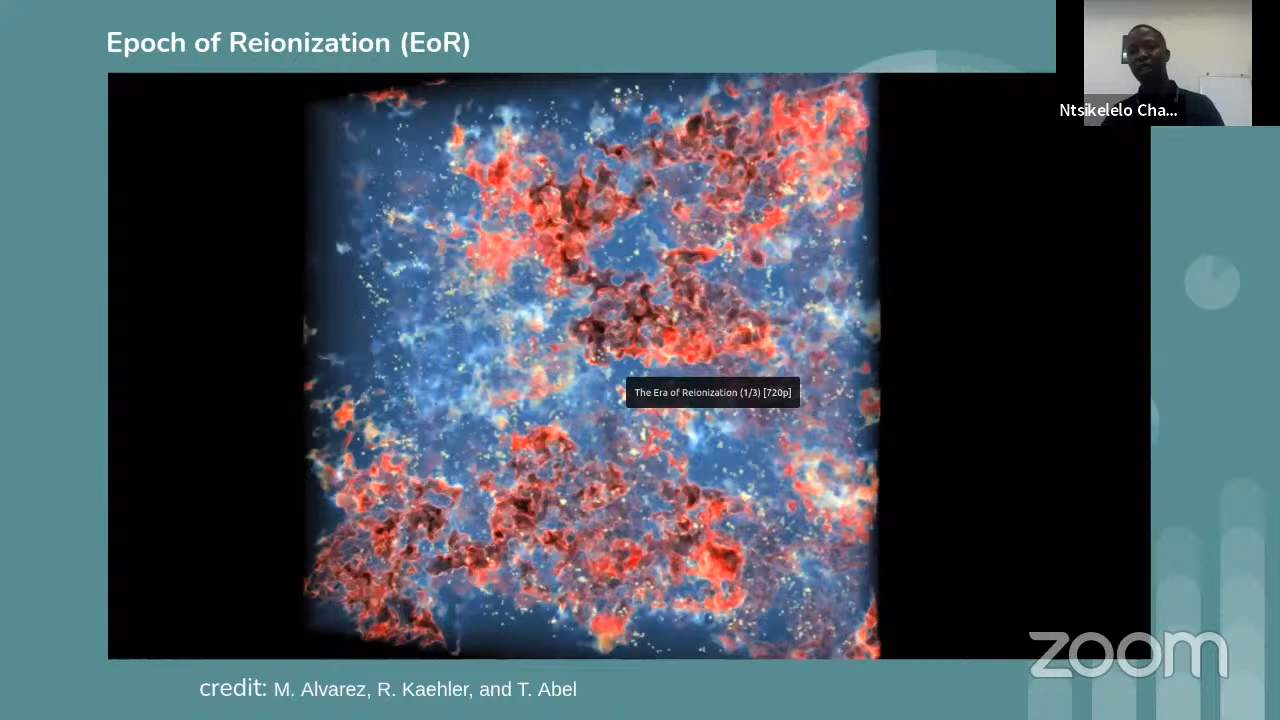 Epoch of Reionization (EoR)
Ntsikelelo Cha...
The Era of Reionization (1/3) [720p]
zoom
credit: M. Alvarez, R. Kaehler, and T. Abel